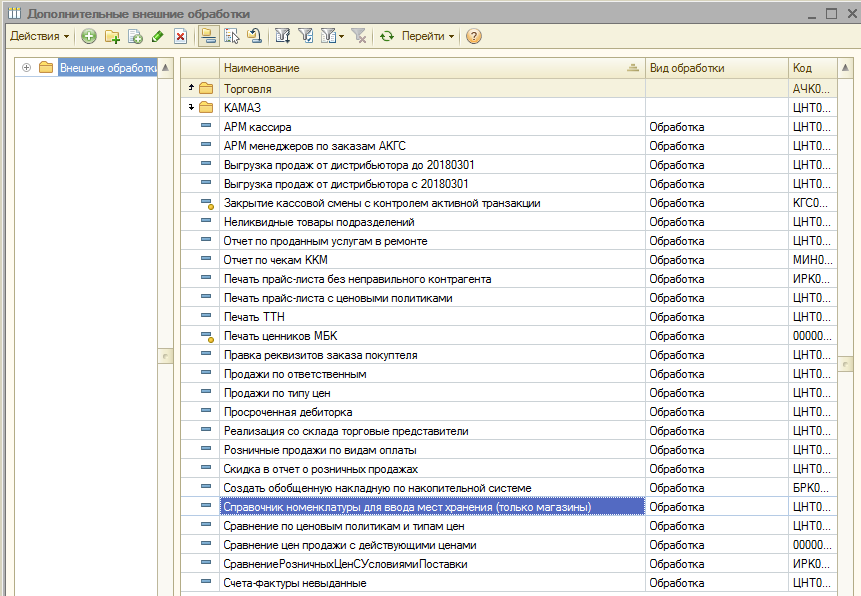 Дополнительные внешние обработки
Действия Перейти
Внешние обработки
Наименование Вид обработки Код
Торговля АЧК0...
КАМАЗ ЦНТ0...
АРМ кассира Обработка ЦНТ0...
АРМ менеджеров по заказам АКГС Обработка ЦНТ0...
Выгрузка продаж от дистрибьютора до 20180301 Обработка ЦНТ0...
Выгрузка продаж от дистрибьютора с 20180301 Обработка ЦНТ0...
Закрытие кассовой смены с контролем активной транзакции Обработка КГС0...
Неликвидные товары подразделений Обработка ЦНТ0...
Отчет по проданным услугам в ремонте Обработка ЦНТ0...
Отчет по чекам ККМ Обработка МИН0...
Печать прайс-листа без неправильного контрагента Обработка ИРК0...
Печать прайс-листа с ценовыми политиками Обработка ЦНТ0...
Печать ТТН Обработка ЦНТ0...
Печать ценников МБК Обработка 00000...
Правка реквизитов заказа покуптеля Обработка ЦНТ0...
Продажи по ответственным Обработка ЦНТ0...
Продажи по типу цен Обработка ЦНТ0...
Просроченная дебиторка Обработка ЦНТ0...
Реализация со склада торговые представители Обработка ЦНТ0...
Розничные продажи по видам оплаты Обработка ЦНТ0...
Скидка в отчет о розничных продажах Обработка ЦНТ0...
Создать обобщенную накладную по накопительной системе Обработка БРК0...
Справочник номенклатуры для ввода мест хранения (только магазины) Обработка ЦНТ0...
Сравнение по ценовым политикам и типам цен Обработка ЦНТ0...
Сравнение цен продажи с действующими ценами Обработка 00000...
СравнениеРозничныхЦенСУсловиямиПоставки Обработка ИРК0...
Счета-фактуры невыданные Обработка ЦНТ0...